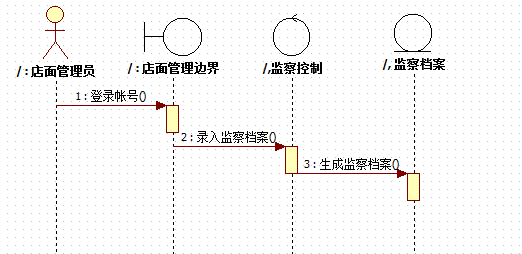 / : 店面管理员
/ : 店面管理边界
/,监察控制
/, 监察档案
1 : 登录帐号()
2 : 录入监察档案()
3 : 生成监察档案()